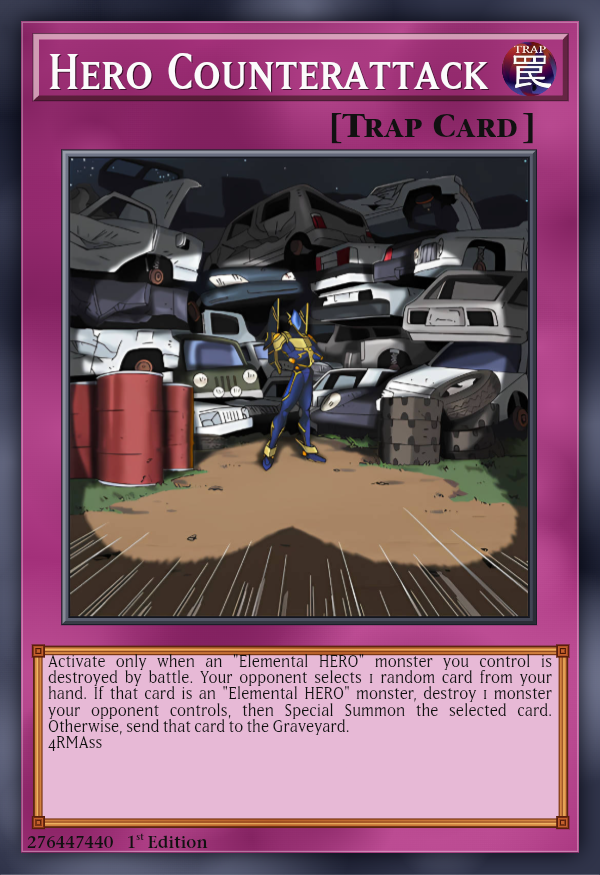 Hero Counterattack
TRAP
罠
[Trap Card]
Activate only when an "Elemental HERO" monster you control is
destroyed by battle. Your opponent selects 1 random card from your
hand. If that card is an "Elemental HERO" monster, destroy 1 monster
your opponent controls, then Special Summon the selected card.
Otherwise, send that card to the Graveyard.
4RMAss
276447440 1st Edition